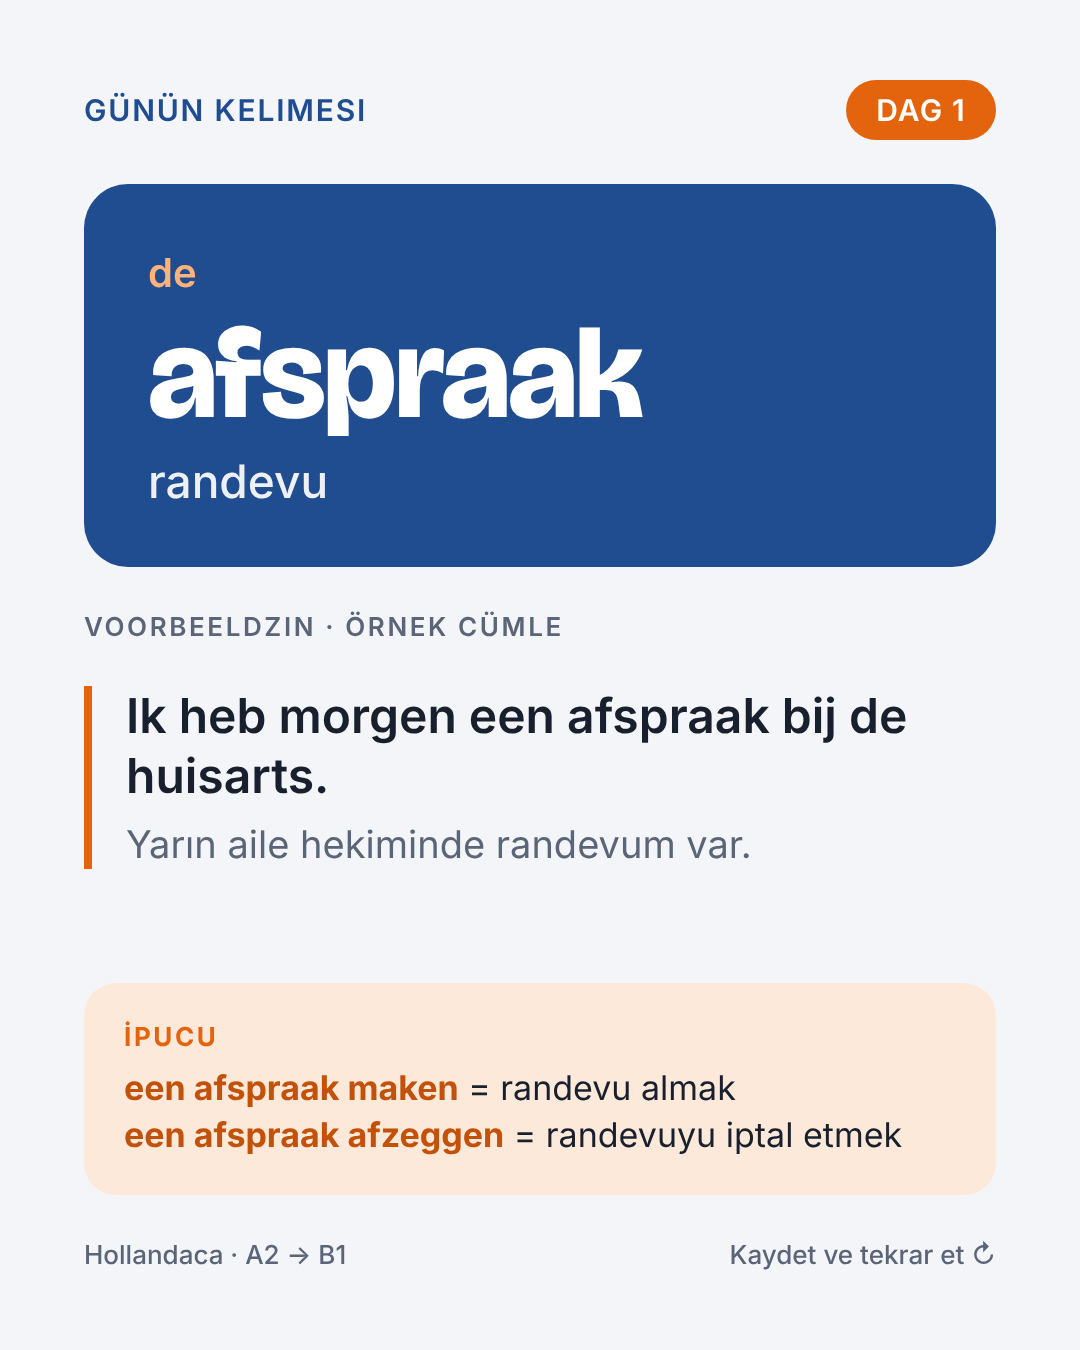 GÜNÜN KELIMESI
DAG 1
de
afspraak
randevu
VOORBEELDZIN · ÖRNEK CÜMLE
Ik heb morgen een afspraak bij de
huisarts.
Yarın aile hekiminde randevum var.
İPUCU
een afspraak maken = randevu almak
een afspraak afzeggen = randevuyu iptal etmek
Hollandaca · A2 → B1
Kaydet ve tekrar et ↻